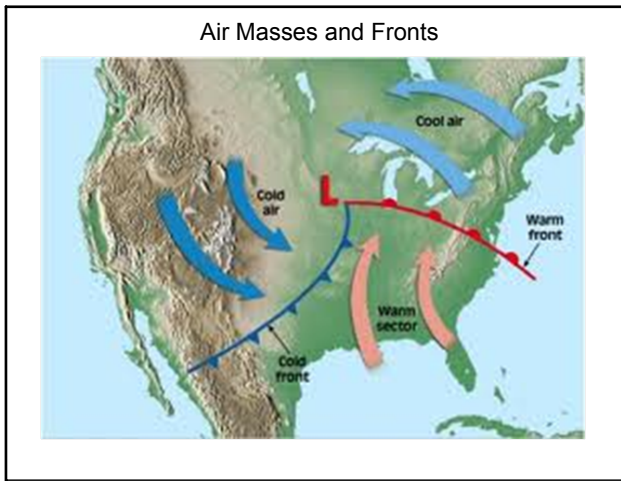 Air Masses and Fronts
Cool air
Cold
air
L
Warm
front
Warm
sector
Cold
front